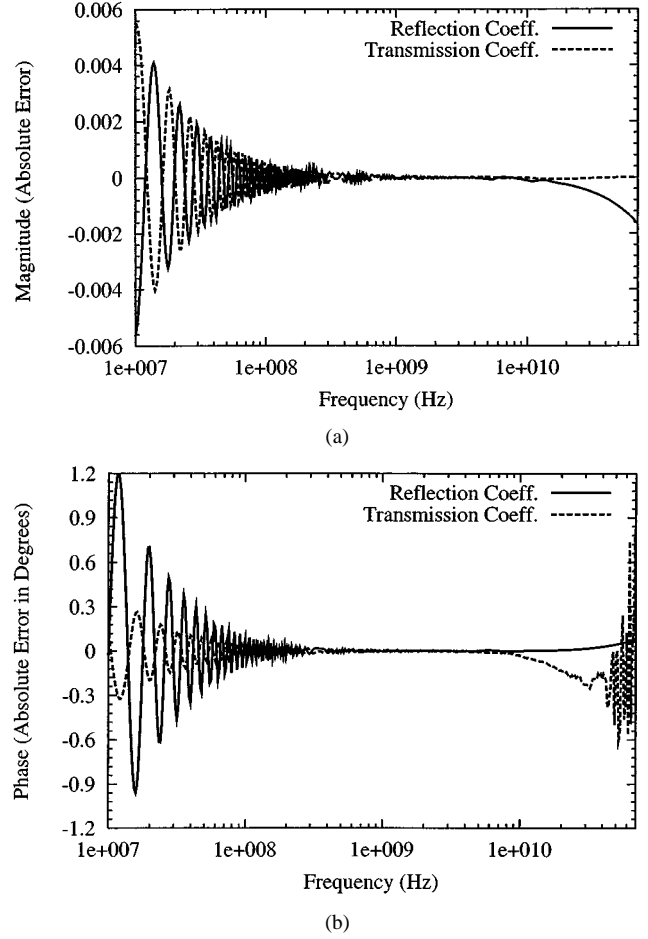 0.006
0.004
0.002
0
-0.002
-0.004
-0.006
Magnitude (Absolute Error)
Reflection Coeff.
Transmission Coeff.
1e+007
1e+008
1e+009
1e+010
Frequency (Hz)
(a)
1.2
0.9
0.6
0.3
0
-0.3
-0.6
-0.9
-1.2
Phase (Absolute Error in Degrees)
Reflection Coeff.
Transmission Coeff.
1e+007
1e+008
1e+009
1e+010
Frequency (Hz)
(b)